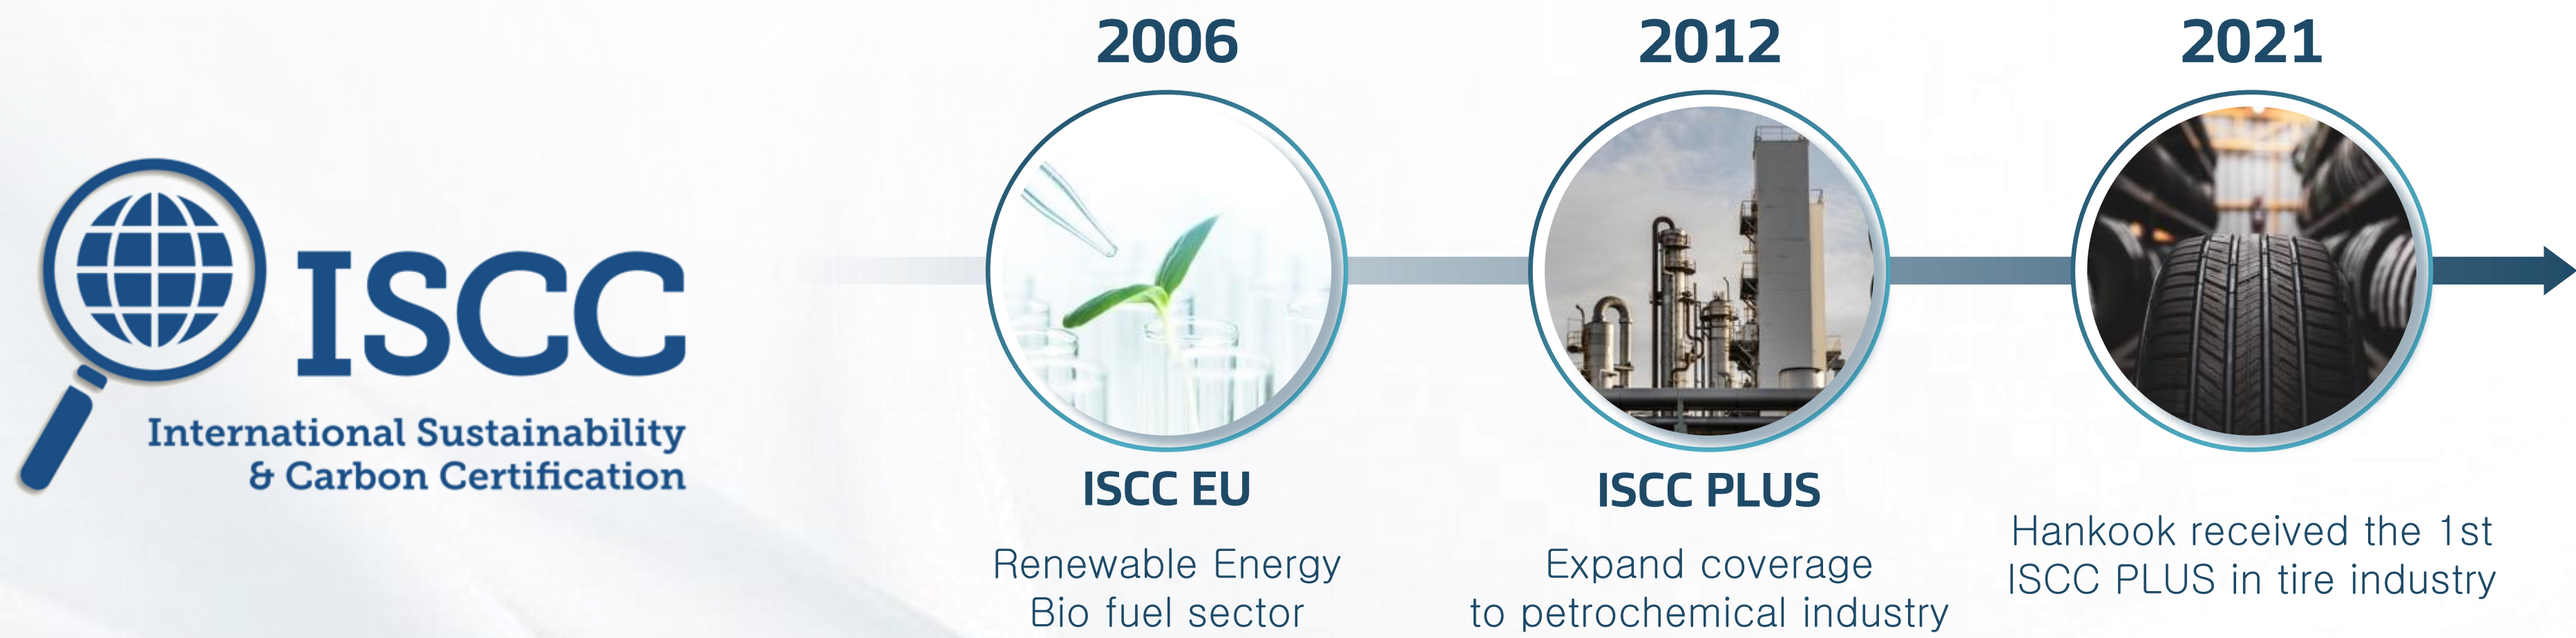 ISCC
International Sustainability
& Carbon Certification
2006
ISCC EU
Renewable Energy
Bio fuel sector
2012
ISCC PLUS
Expand coverage
to petrochemical industry
2021
Hankook received the 1st
ISCC PLUS in tire industry